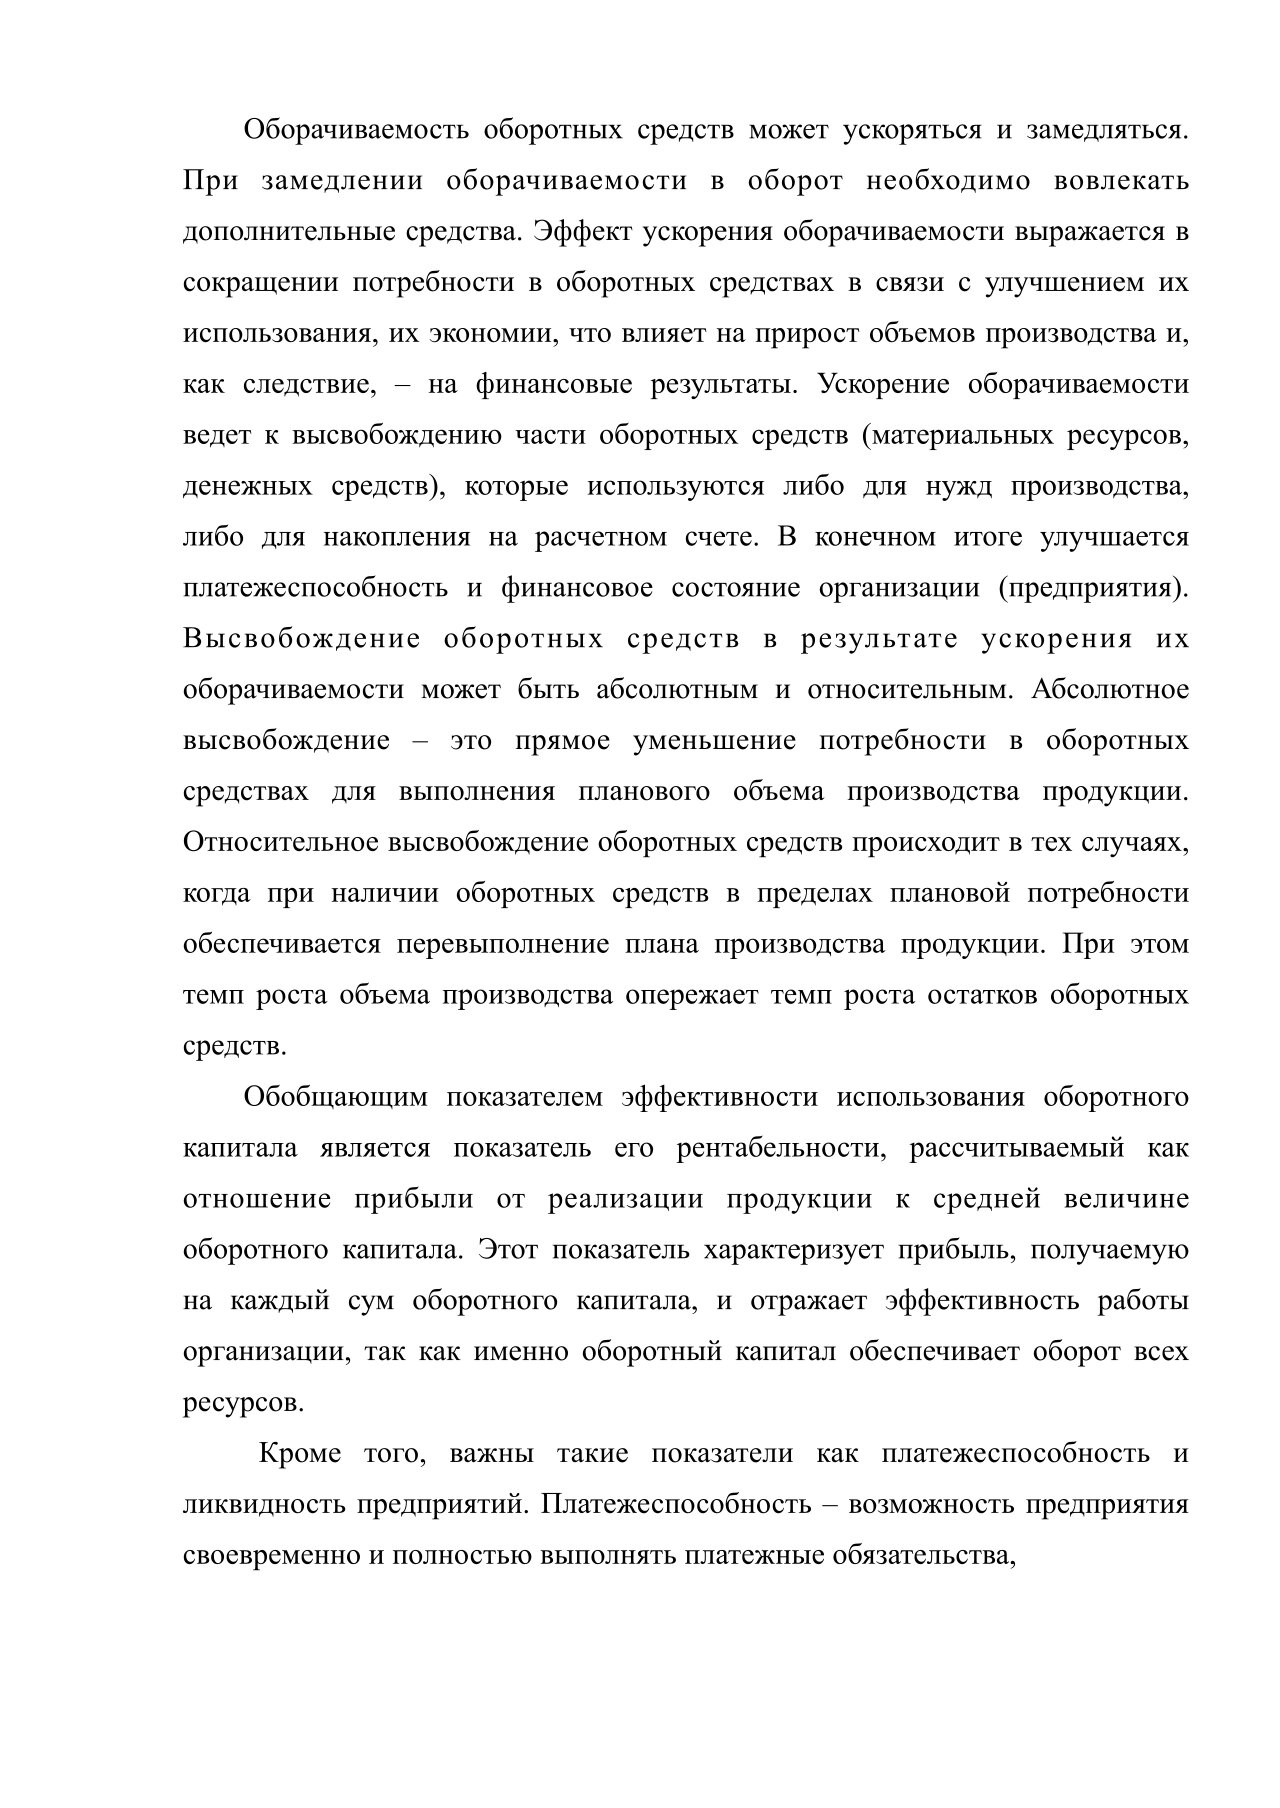 Оборачиваемость оборотных средств может ускоряться и замедляться.
При замедлении оборачиваемости в оборот необходимо вовлекать
дополнительные средства. Эффект ускорения оборачиваемости выражается в
сокращении потребности в оборотных средствах в связи с улучшением их
использования, их экономии, что влияет на прирост объемов производства и,
как следствие, – на финансовые результаты. Ускорение оборачиваемости
ведет к высвобождению части оборотных средств (материальных ресурсов,
денежных средств), которые используются либо для нужд производства,
либо для накопления на расчетном счете. В конечном итоге улучшается
платежеспособность и финансовое состояние организации (предприятия).
Высвобождение оборотных средств в результате ускорения их
оборачиваемости может быть абсолютным и относительным. Абсолютное
высвобождение – это прямое уменьшение потребности в оборотных
средствах для выполнения планового объема производства продукции.
Относительное высвобождение оборотных средств происходит в тех случаях,
когда при наличии оборотных средств в пределах плановой потребности
обеспечивается перевыполнение плана производства продукции. При этом
темп роста объема производства опережает темп роста остатков оборотных
средств.
Обобщающим показателем эффективности использования оборотного
капитала является показатель его рентабельности, рассчитываемый как
отношение прибыли от реализации продукции к средней величине
оборотного капитала. Этот показатель характеризует прибыль, получаемую
на каждый сум оборотного капитала, и отражает эффективность работы
организации, так как именно оборотный капитал обеспечивает оборот всех
ресурсов.
Кроме того, важны такие показатели как платежеспособность и
ликвидность предприятий. Платежеспособность – возможность предприятия
своевременно и полностью выполнять платежные обязательства,